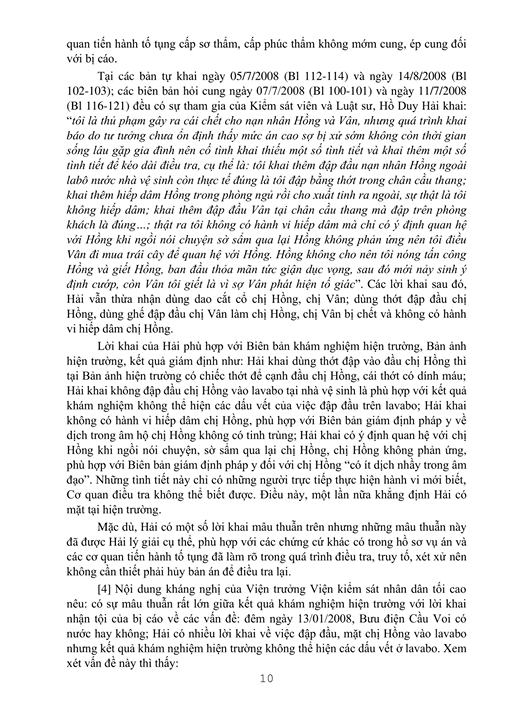 quan tiến hành tố tụng cấp sơ thẩm, cấp phúc thẩm không mớm cung, ép cung đối
với bị cáo.
Tại các bản tự khai ngày 05/7/2008 (Bl 112-114) và ngày 14/8/2008 (Bl
102-103); các biên bản hỏi cung ngày 07/7/2008 (Bl 100-101) và ngày 11/7/2008
(Bl 116-121) đều có sự tham gia của Kiểm sát viên và Luật sư, Hồ Duy Hải khai:
“tôi là thủ phạm gây ra cái chết cho nạn nhân Hồng và Vân, nhưng quá trình khai
báo do tư tưởng chưa ổn định thấy mức án cao sợ bị xử sớm không còn thời gian
sống lâu gặp gia đình nên cố tình khai thiếu một số tình tiết và khai thêm một số
tình tiết để kéo dài điều tra, cụ thể là: tôi khai thêm đập đầu nạn nhân Hồng ngoài
labô nước nhà vệ sinh còn thực tế đúng là tôi đập bằng thớt trong chân cầu thang;
khai thêm hiếp dâm Hồng trong phòng ngủ rồi cho xuất tinh ra ngoài, sự thật là tôi
không hiếp dâm; khai thêm đập đầu Vân tại chân cầu thang mà đập trên phòng
khách là đúng…; thật ra tôi không có hành vi hiếp dâm mà chỉ có ý định quan hệ
với Hồng khi ngồi nói chuyện sờ sẩm qua lại Hồng không phản ứng nên tôi điều
Vân đi mua trái cây để quan hệ với Hồng. Hồng không cho nên tôi nóng tấn công
Hồng và giết Hồng, ban đầu thỏa mãn tức giận dục vọng, sau đó mới nảy sinh ý
định cướp, còn Vân tôi giết là vì sợ Vân phát hiện tố giác”. Các lời khai sau đó,
Hải vẫn thừa nhận dùng dao cắt cổ chị Hồng, chị Vân; dùng thớt đập đầu chị
Hồng, dùng ghế đập đầu chị Vân làm chị Hồng, chị Vân bị chết và không có hành
vi hiếp dâm chị Hồng.
Lời khai của Hải phù hợp với Biên bản khám nghiệm hiện trường, Bản ảnh
hiện trường, kết quả giám định như: Hải khai dùng thớt đập vào đầu chị Hồng thì
tại Bản ảnh hiện trường có chiếc thớt để cạnh đầu chị Hồng, cái thớt có dính máu;
Hải khai không đập đầu chị Hồng vào lavabo tại nhà vệ sinh là phù hợp với kết quả
khám nghiệm không thể hiện các dấu vết của việc đập đầu trên lavabo; Hải khai
không có hành vi hiếp dâm chị Hồng, phù hợp với Biên bản giám định pháp y về
dịch trong âm hộ chị Hồng không có tinh trùng; Hải khai có ý định quan hệ với chị
Hồng khi ngồi nói chuyện, sờ sẩm qua lại chị Hồng, chị Hồng không phản ứng,
phù hợp với Biên bản giám định pháp y đối với chị Hồng “có ít dịch nhầy trong âm
đạo”. Những tình tiết này chỉ có những người trực tiếp thực hiện hành vi mới biết,
Cơ quan điều tra không thể biết được. Điều này, một lần nữa khẳng định Hải có
mặt tại hiện trường.
Mặc dù, Hải có một số lời khai mâu thuẫn trên nhưng những mâu thuẫn này
đã được Hải lý giải cụ thể, phù hợp với các chứng cứ khác có trong hồ sơ vụ án và
các cơ quan tiến hành tố tụng đã làm rõ trong quá trình điều tra, truy tố, xét xử nên
không cần thiết phải hủy bản án để điều tra lại.
[4] Nội dung kháng nghị của Viện trưởng Viện kiểm sát nhân dân tối cao
nêu: có sự mâu thuẫn rất lớn giữa kết quả khám nghiệm hiện trường với lời khai
nhận tội của bị cáo về các vấn đề: đêm ngày 13/01/2008, Bưu điện Cầu Voi có
nước hay không; Hải có nhiều lời khai về việc đập đầu, mặt chị Hồng vào lavabo
nhưng kết quả khám nghiệm hiện trường không thể hiện các dấu vết ở lavabo. Xem
xét vấn đề này thì thấy:
10